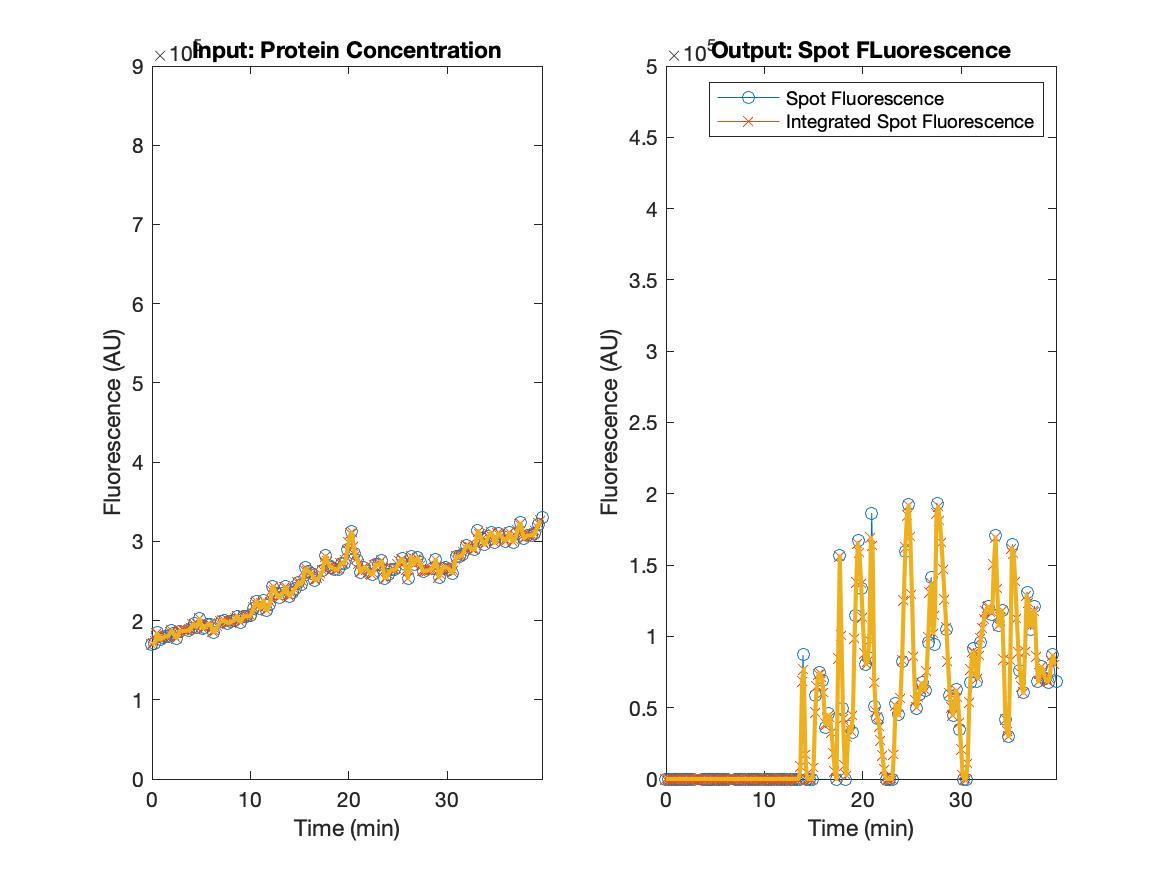 ×10⁵
Input: Protein Concentration
9
8
7
6
5
4
3
2
1
0
Fluorescence (AU)
0 10 20 30
Time (min)
×10⁵
Output: Spot FLuorescence
Spot Fluorescence
Integrated Spot Fluorescence
5
4.5
4
3.5
3
2.5
2
1.5
1
0.5
0
Fluorescence (AU)
0 10 20 30
Time (min)